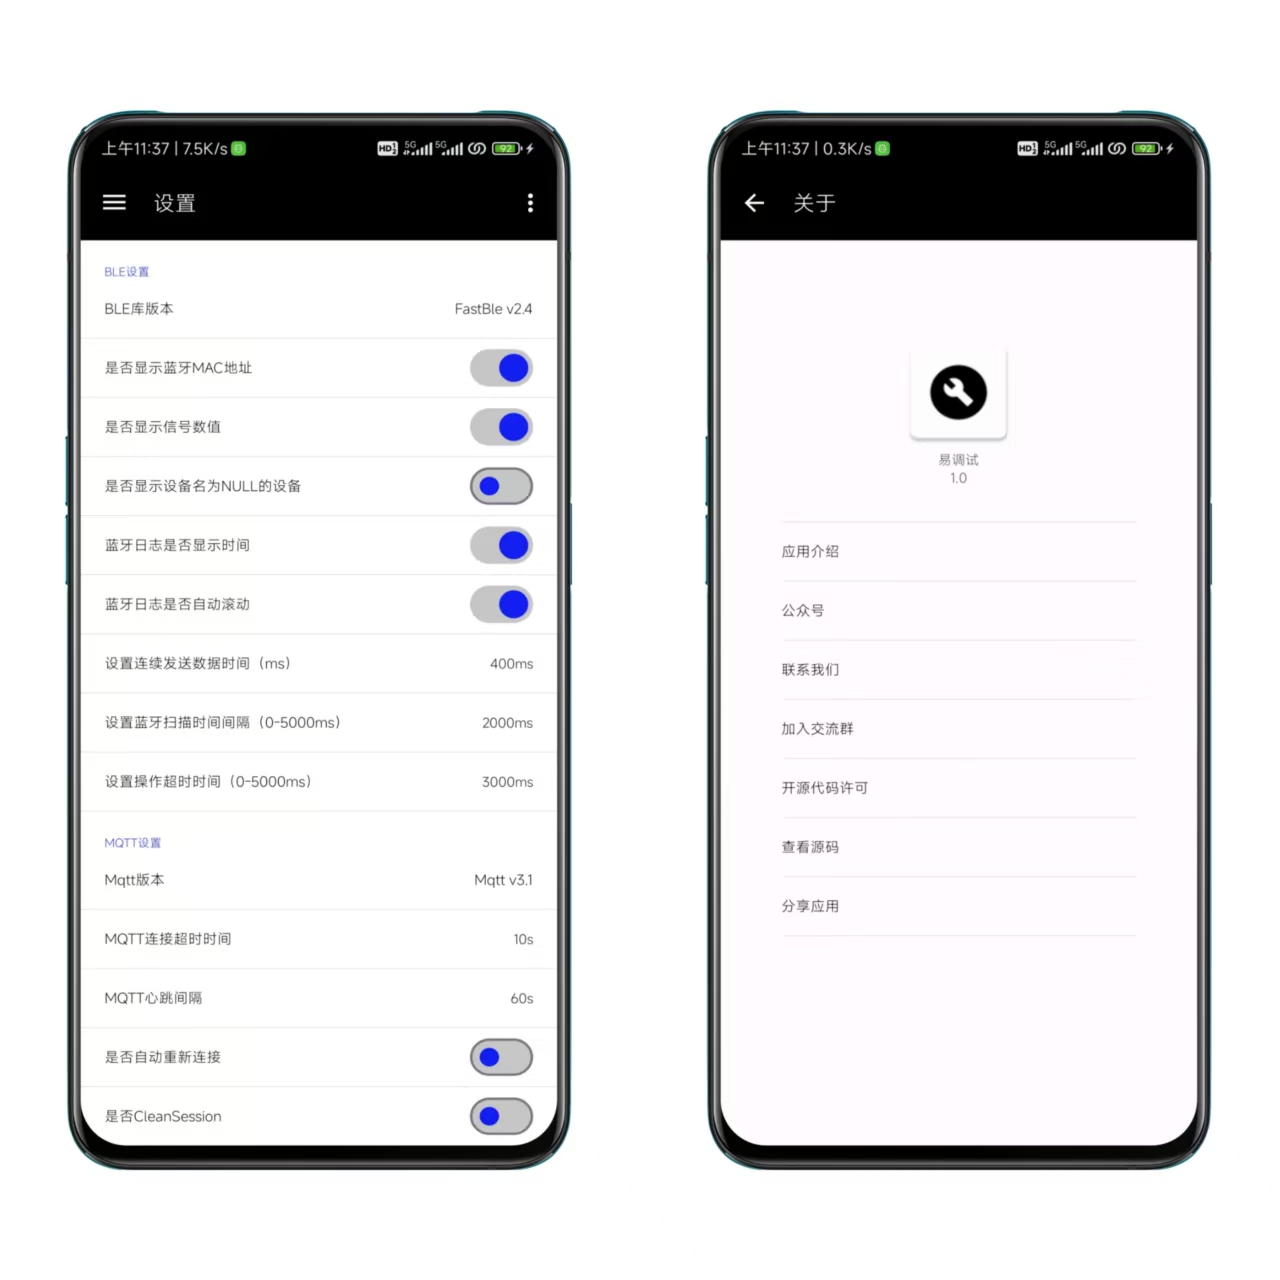 上午11:37 | 7.5K/s
HD 5G 5G 92
设置
BLE设置
BLE库版本 FastBle v2.4
是否显示蓝牙MAC地址
是否显示信号数值
是否显示设备名为NULL的设备
蓝牙日志是否显示时间
蓝牙日志是否自动滚动
设置连续发送数据时间（ms） 400ms
设置蓝牙扫描时间间隔（0-5000ms） 2000ms
设置操作超时时间（0-5000ms） 3000ms
MQTT设置
Mqtt版本 Mqtt v3.1
MQTT连接超时时间 10s
MQTT心跳间隔 60s
是否自动重新连接
是否CleanSession
上午11:37 | 0.3K/s
HD 5G 5G 92
关于
易调试
1.0
应用介绍
公众号
联系我们
加入交流群
开源代码许可
查看源码
分享应用